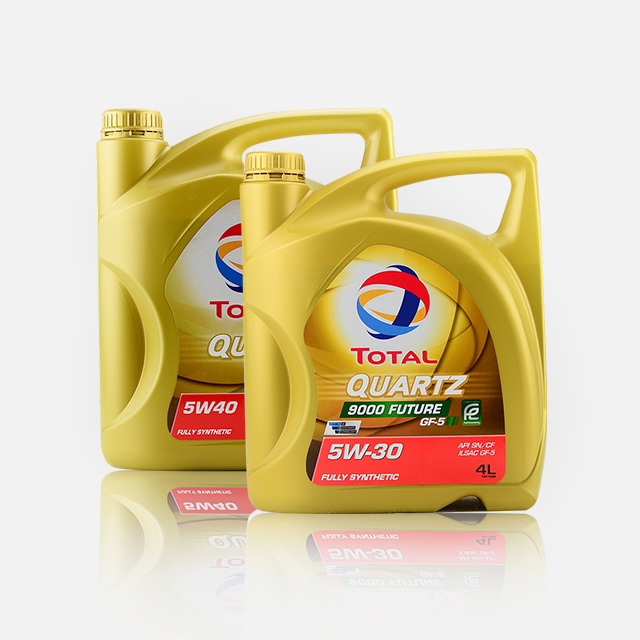 TOTAL
QUARTZ
9000 FUTURE
GF-5
5W-30
API SN/CF
ILSAC GF-5
FULLY SYNTHETIC
4L
To
QU
5W40
FULLY SYNTHETIC